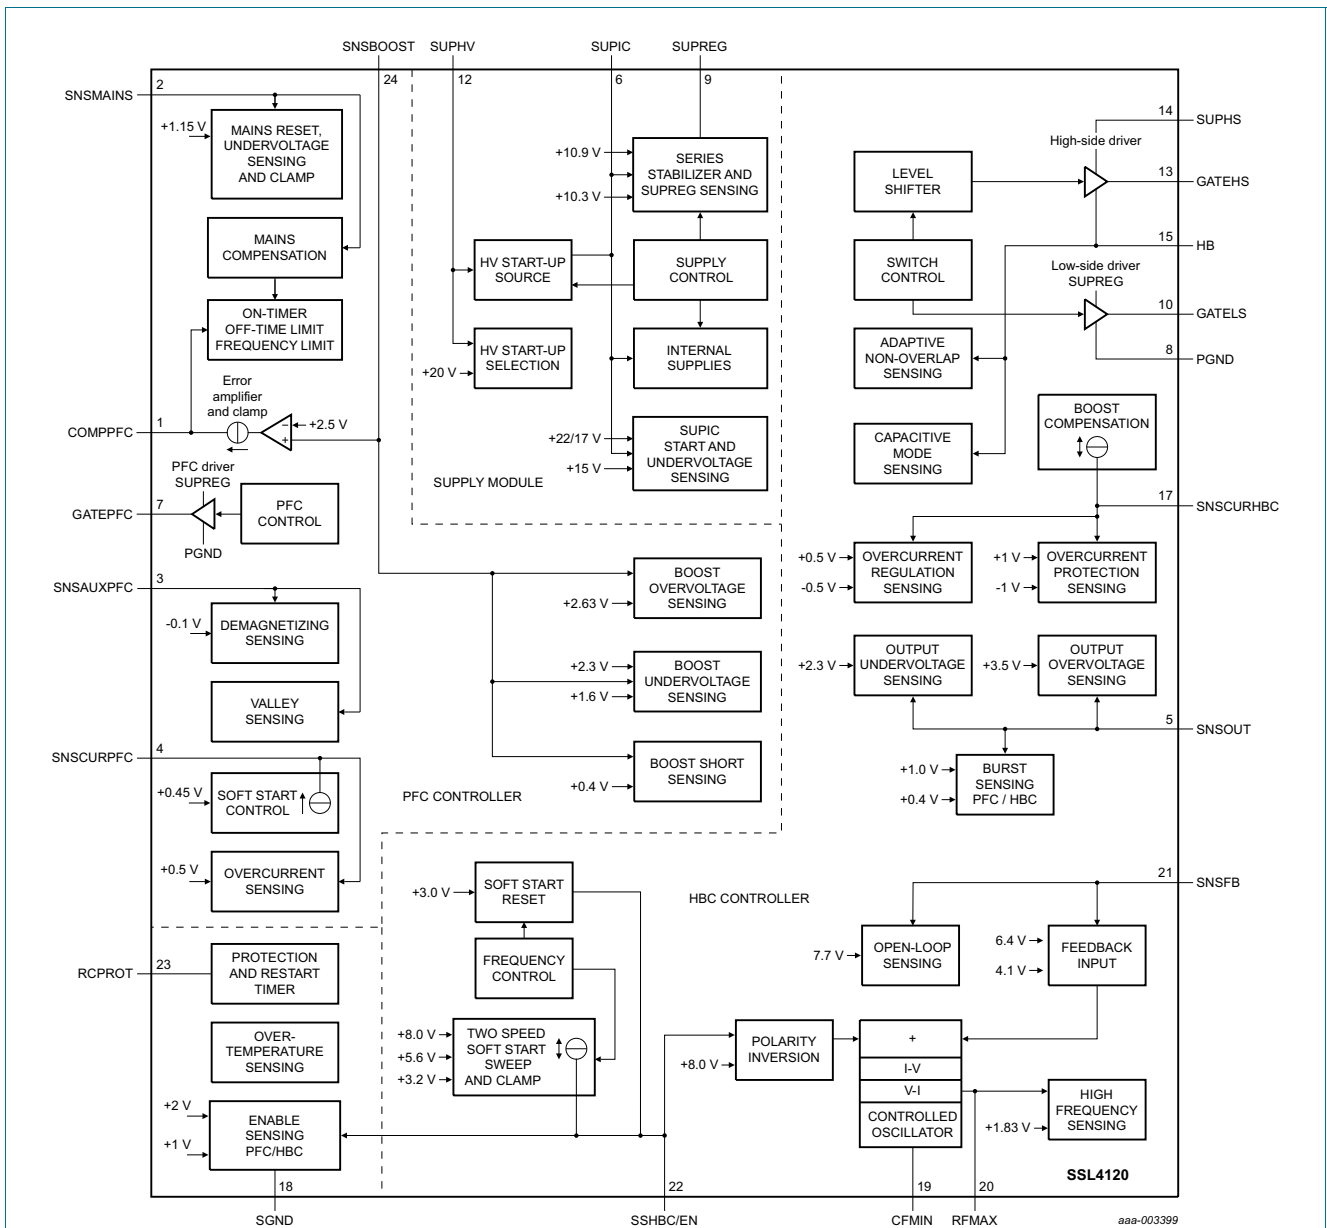 SNSBOOST
SUPHV
SUPIC
SUPREG
24
12
6
9
2
SNSMAINS
+1.15 V
MAINS RESET,
UNDERVOLTAGE
SENSING
AND CLAMP
MAINS
COMPENSATION
ON-TIMER
OFF-TIME LIMIT
FREQUENCY LIMIT
Error
amplifier
and clamp
1
COMPPFC
−
+
+2.5 V
PFC driver
SUPREG
7
GATEPFC
PGND
PFC
CONTROL
3
SNSAUXPFC
-0.1 V
DEMAGNETIZING
SENSING
VALLEY
SENSING
4
SNSCURPFC
+0.45 V
SOFT START
CONTROL
+0.5 V
OVERCURRENT
SENSING
23
RCPROT
PROTECTION
AND RESTART
TIMER
OVER-
TEMPERATURE
SENSING
+2 V
+1 V
ENABLE
SENSING
PFC/HBC
18
SGND
+10.9 V
+10.3 V
SERIES
STABILIZER AND
SUPREG SENSING
HV START-UP
SOURCE
SUPPLY
CONTROL
HV START-UP
SELECTION
+20 V
INTERNAL
SUPPLIES
+22/17 V
+15 V
SUPIC
START AND
UNDERVOLTAGE
SENSING
SUPPLY MODULE
BOOST
OVERVOLTAGE
SENSING
+2.63 V
+2.3 V
+1.6 V
BOOST
UNDERVOLTAGE
SENSING
BOOST SHORT
SENSING
+0.4 V
PFC CONTROLLER
+3.0 V
SOFT START
RESET
FREQUENCY
CONTROL
+8.0 V
+5.6 V
+3.2 V
TWO SPEED
SOFT START
SWEEP
AND CLAMP
22
SSHBC/EN
HBC CONTROLLER
14
SUPHS
High-side driver
LEVEL
SHIFTER
13
GATEHS
15
HB
SWITCH
CONTROL
Low-side driver
SUPREG
10
GATELS
8
PGND
ADAPTIVE
NON-OVERLAP
SENSING
CAPACITIVE
MODE
SENSING
BOOST
COMPENSATION
17
SNSCURHBC
+0.5 V
-0.5 V
OVERCURRENT
REGULATION
SENSING
+1 V
-1 V
OVERCURRENT
PROTECTION
SENSING
+2.3 V
OUTPUT
UNDERVOLTAGE
SENSING
+3.5 V
OUTPUT
OVERVOLTAGE
SENSING
5
SNSOUT
+1.0 V
+0.4 V
BURST
SENSING
PFC / HBC
21
SNSFB
7.7 V
OPEN-LOOP
SENSING
6.4 V
4.1 V
FEEDBACK
INPUT
POLARITY
INVERSION
+8.0 V
+
I-V
V-I
CONTROLLED
OSCILLATOR
HIGH
FREQUENCY
SENSING
+1.83 V
SSL4120
19
20
CFMIN
RFMAX
aaa-003399